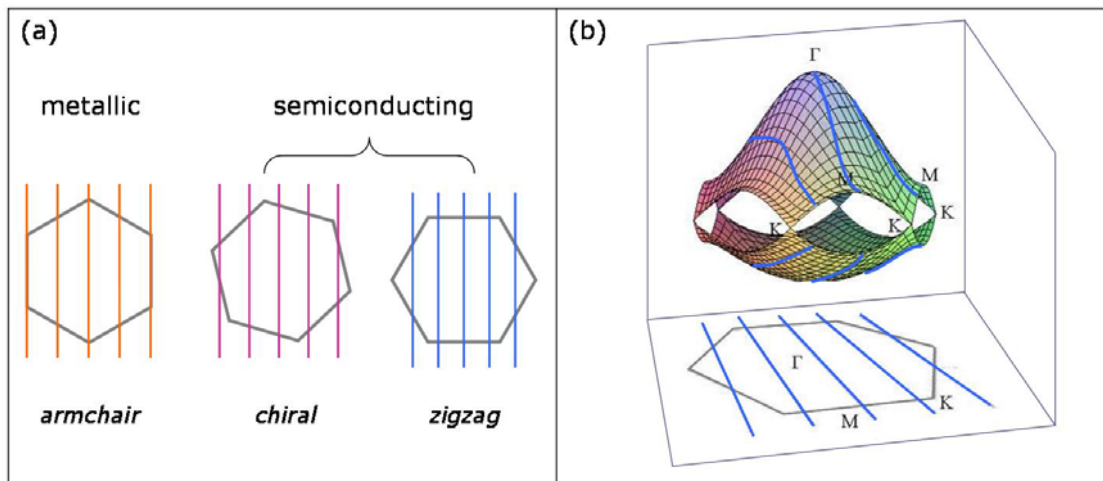 (a)
metallic
semiconducting
armchair
chiral
zigzag
(b)
Γ
M
M
K
K
K
Γ
K
M